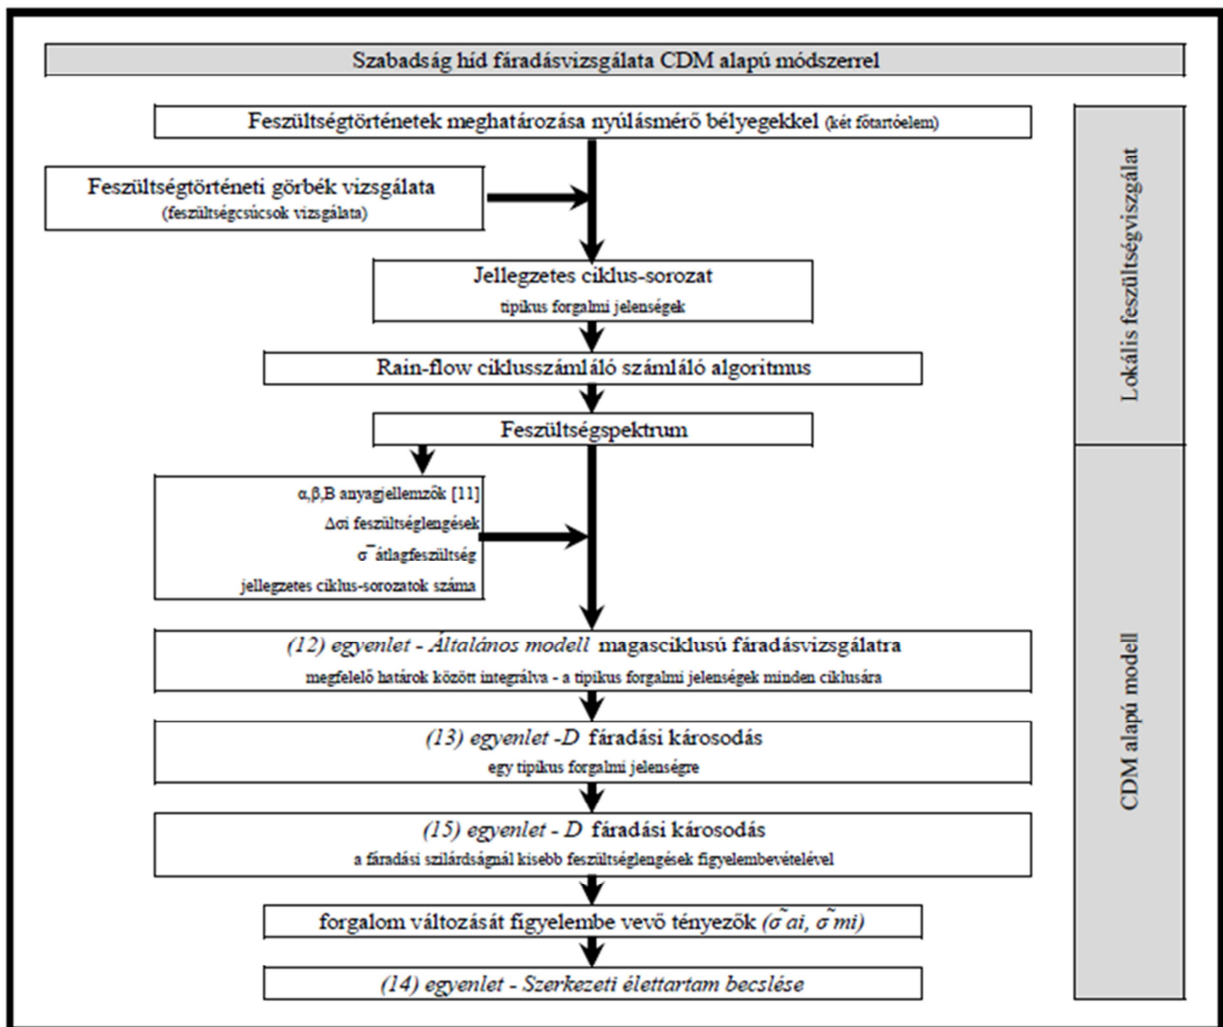 Szabadság híd fáradásvizsgálata CDM alapú módszerrel
Feszültségtörténetek meghatározása nyúlásmérő bélyegekkel (két főtartóelem)
Feszültségtörténeti görbék vizsgálata
(feszültségcsúcsok vizsgálata)
Jellegzetes ciklus-sorozat
tipikus forgalmi jelenségek
Rain-flow ciklusszámláló számláló algoritmus
Feszültségspektrum
α,β,B anyagjellemzők [11]
Δσi feszültséglengések
σ‾ átlagfeszültség
jellegzetes ciklus-sorozatok száma
(12) egyenlet - Általános modell magasciklusú fáradásvizsgálatra
megfelelő határok között integrálva - a tipikus forgalmi jelenségek minden ciklusára
(13) egyenlet -D fáradási károsodás
egy tipikus forgalmi jelenségre
(15) egyenlet - D fáradási károsodás
a fáradási szilárdságnál kisebb feszültséglengések figyelembevételével
forgalom változását figyelembe vevő tényezők (σ˜ai, σ˜mi)
(14) egyenlet - Szerkezeti élettartam becslése
Lokális feszültségviszgálat
CDM alapú modell